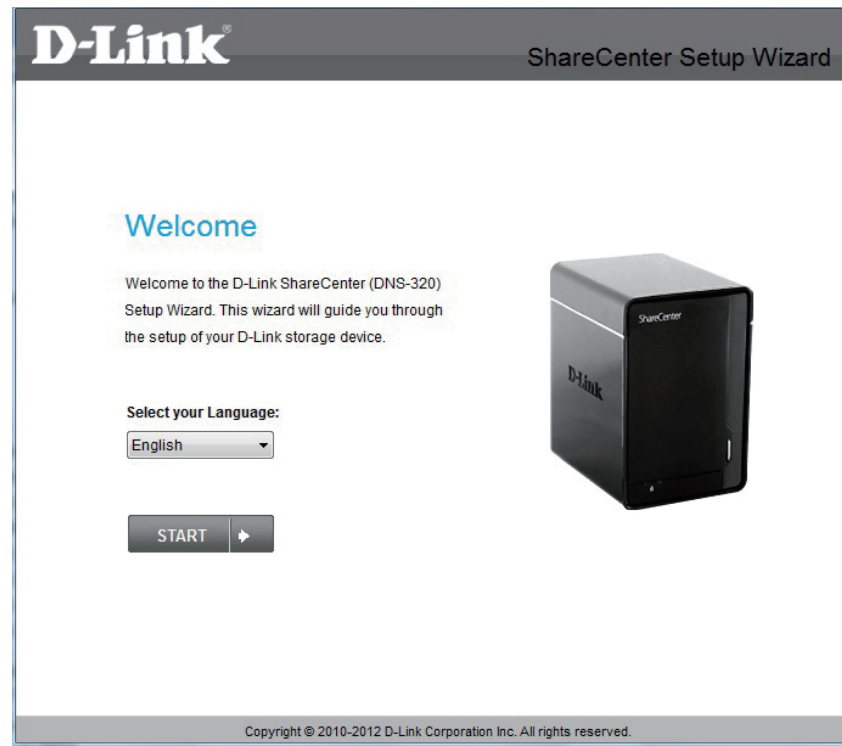 D-Link®
ShareCenter Setup Wizard
Welcome
Welcome to the D-Link ShareCenter (DNS-320)
Setup Wizard. This wizard will guide you through
the setup of your D-Link storage device.
ShareCenter
D-Link
Select your Language:
English
START
Copyright © 2010-2012 D-Link Corporation Inc. All rights reserved.